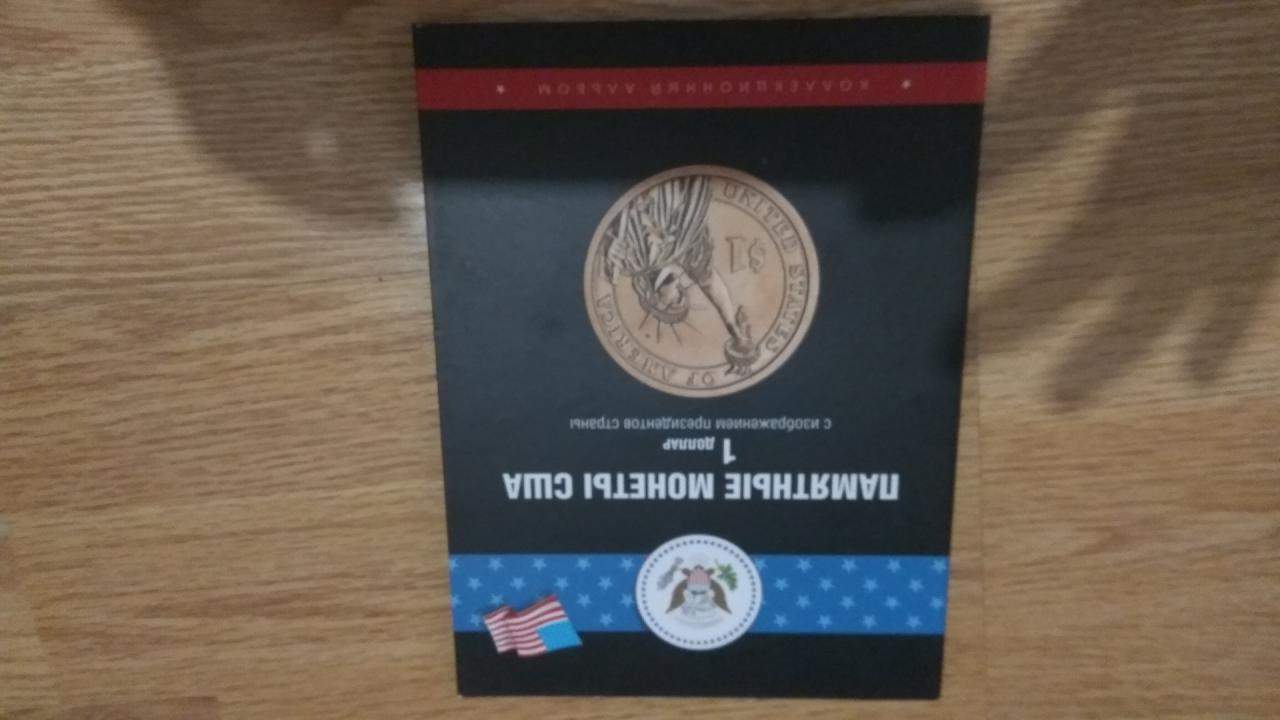 ПАМЯТНЫЕ МОНЕТЫ США
1 ДОЛЛАР
с изображением президентов страны
UNITED STATES OF AMERICA
$1
★ КОЛЛЕКЦИОННЫЙ АЛЬБОМ ★